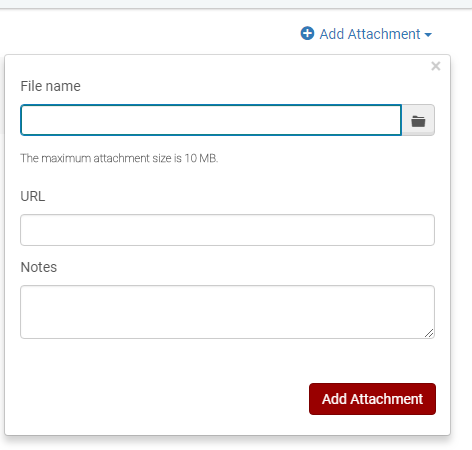 Add Attachment
×
File name
The maximum attachment size is 10 MB.
URL
Notes
Add Attachment